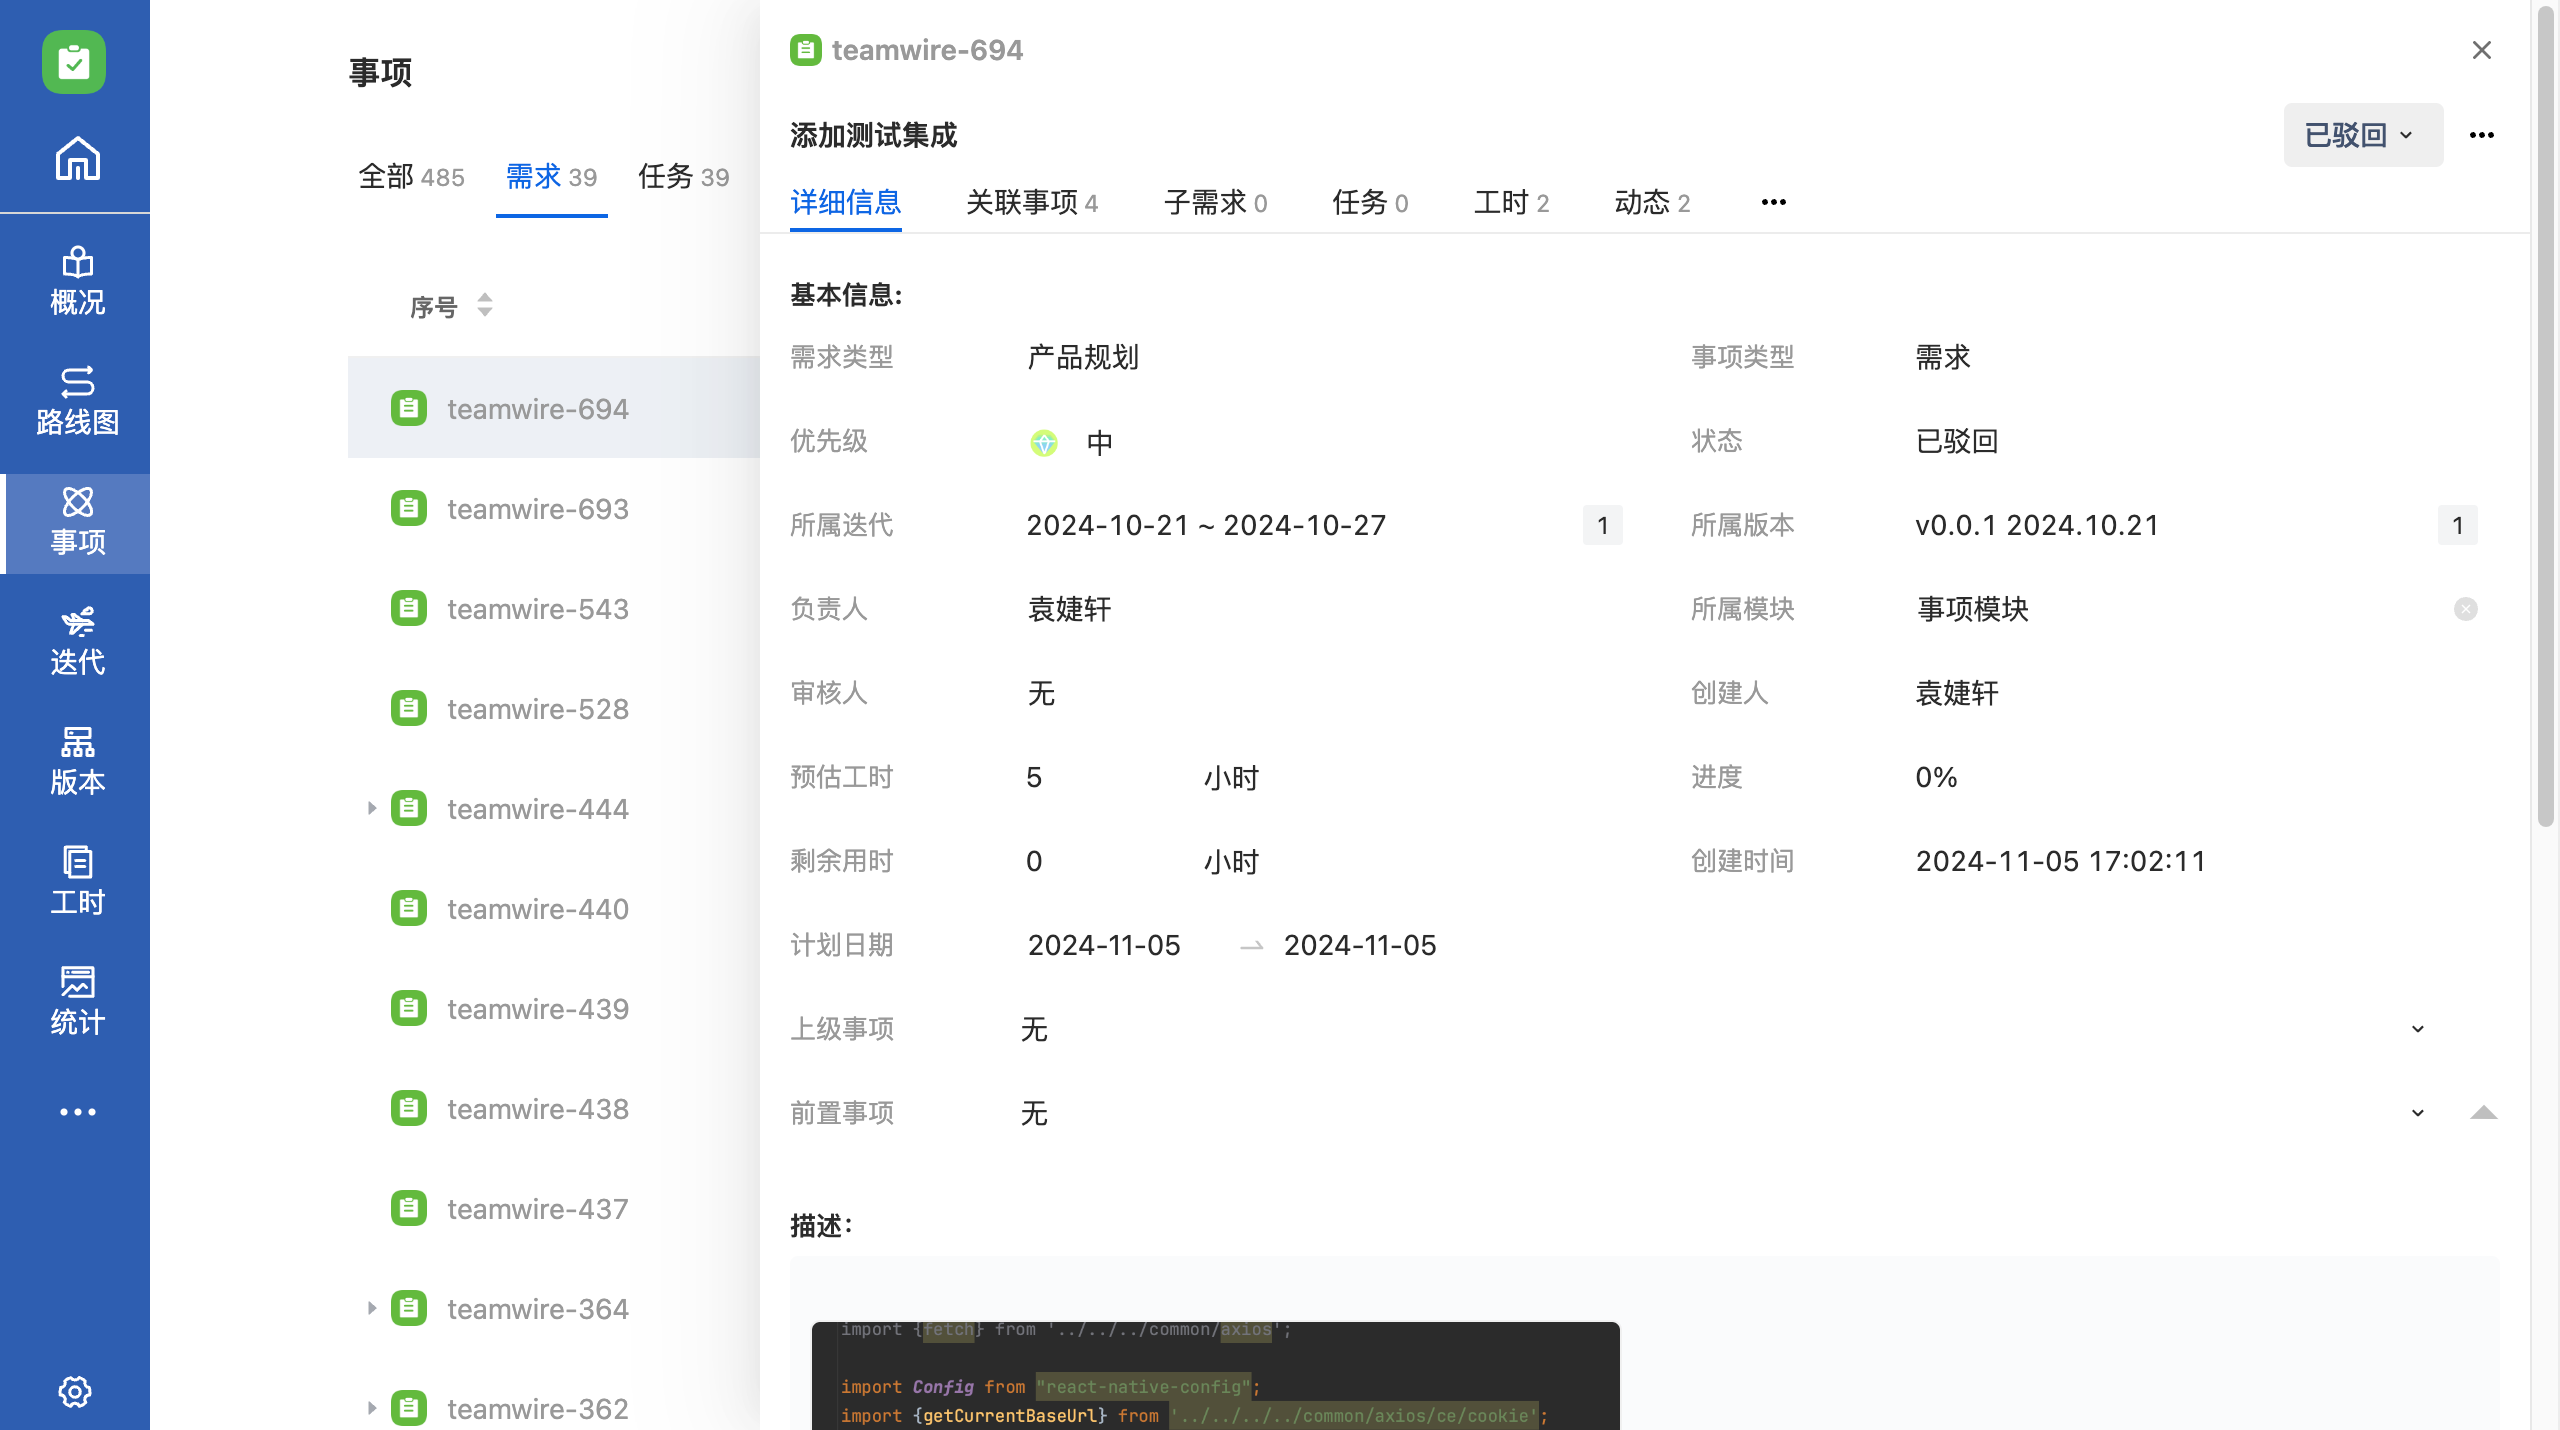 概况
路线图
事项
迭代
版本
工时
统计
事项
全部 485
需求 39
任务 39
序号
teamwire-694
teamwire-693
teamwire-543
teamwire-528
teamwire-444
teamwire-440
teamwire-439
teamwire-438
teamwire-437
teamwire-364
teamwire-362
teamwire-694
添加测试集成
已驳回
详细信息
关联事项 4
子需求 0
任务 0
工时 2
动态 2
基本信息:
需求类型 产品规划
事项类型 需求
优先级 中
状态 已驳回
所属迭代 2024-10-21 ~ 2024-10-27 1
所属版本 v0.0.1 2024.10.21 1
负责人 袁婕轩
所属模块 事项模块
审核人 无
创建人 袁婕轩
预估工时 5 小时
进度 0%
剩余用时 0 小时
创建时间 2024-11-05 17:02:11
计划日期 2024-11-05 2024-11-05
上级事项 无
前置事项 无
描述:
import {fetch} from '../../../common/axios';
import Config from "react-native-config";
import {getCurrentBaseUrl} from '../../../../common/axios/ce/cookie';